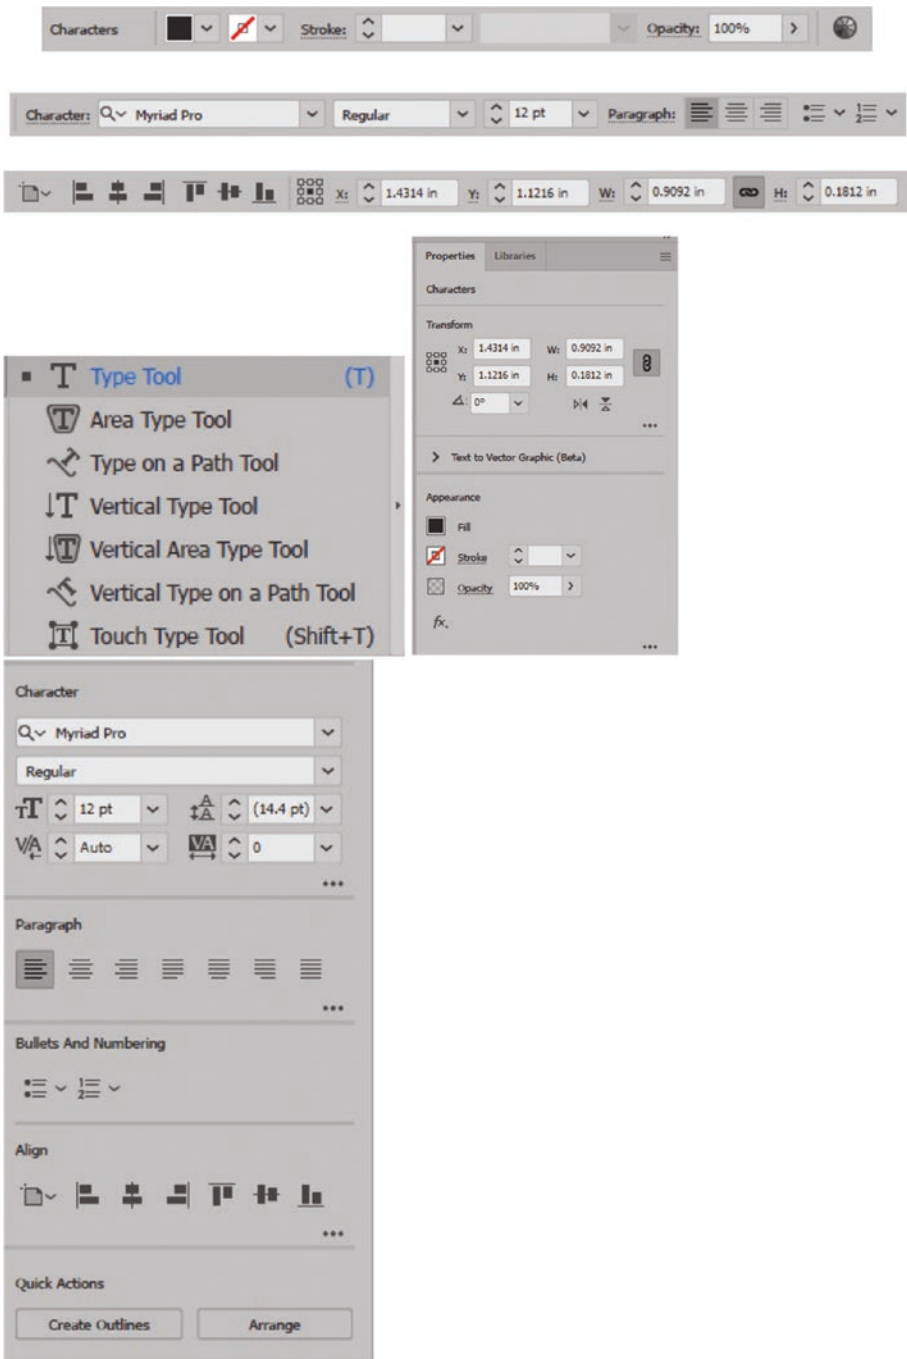 Characters Stroke: Opacity: 100%
Character: Myriad Pro Regular 12 pt Paragraph:
X: 1.4314 in Y: 1.1216 in W: 0.9092 in H: 0.1812 in
Type Tool (T)
Area Type Tool
Type on a Path Tool
Vertical Type Tool
Vertical Area Type Tool
Vertical Type on a Path Tool
Touch Type Tool (Shift+T)
Properties Libraries
Characters
Transform
X: 1.4314 in W: 0.9092 in
Y: 1.1216 in H: 0.1812 in
0°
Text to Vector Graphic (Beta)
Appearance
Fill
Stroke
Opacity 100%
fx.
Character
Myriad Pro
Regular
12 pt (14.4 pt)
Auto 0
Paragraph
Bullets And Numbering
Align
Quick Actions
Create Outlines Arrange